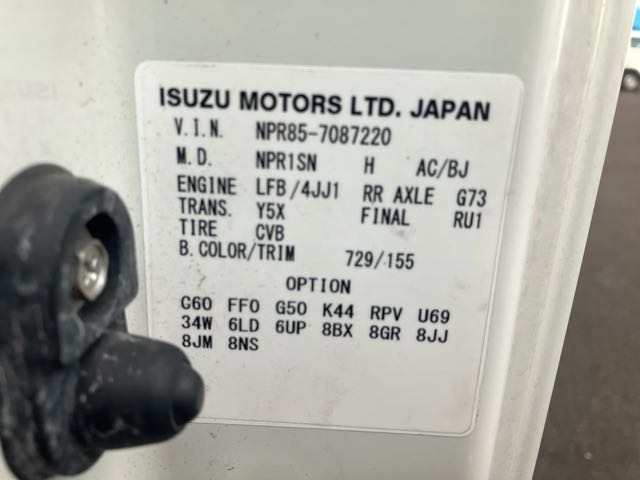 ISUZU MOTORS LTD. JAPAN
V.I.N. NPR85-7087220
M.D. NPR1SN H AC/BJ
ENGINE LFB/4JJ1 RR AXLE G73
TRANS. Y5X FINAL RU1
TIRE CVB
B.COLOR/TRIM 729/155
OPTION
C60 FF0 G50 K44 RPV U69
34W 6LD 6UP 8BX 8GR 8JJ
8JM 8NS